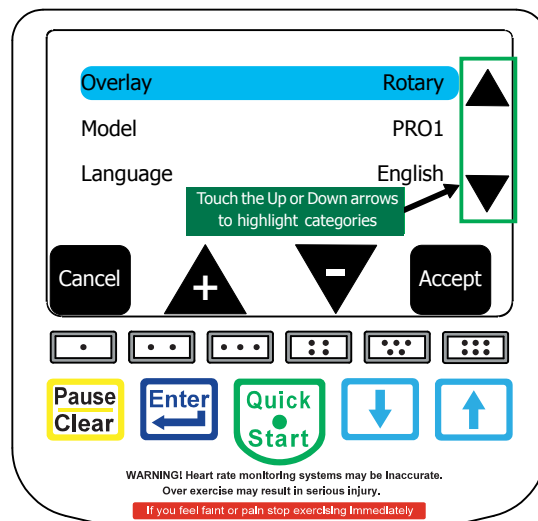 Overlay Rotary
Model PRO1
Language English
Touch the Up or Down arrows
to highlight categories
Cancel + - Accept
Pause
Clear
Enter
Quick
Start
WARNING! Heart rate monitoring systems may be inaccurate.
Over exercise may result in serious injury.
If you feel faint or pain stop exercising immediately